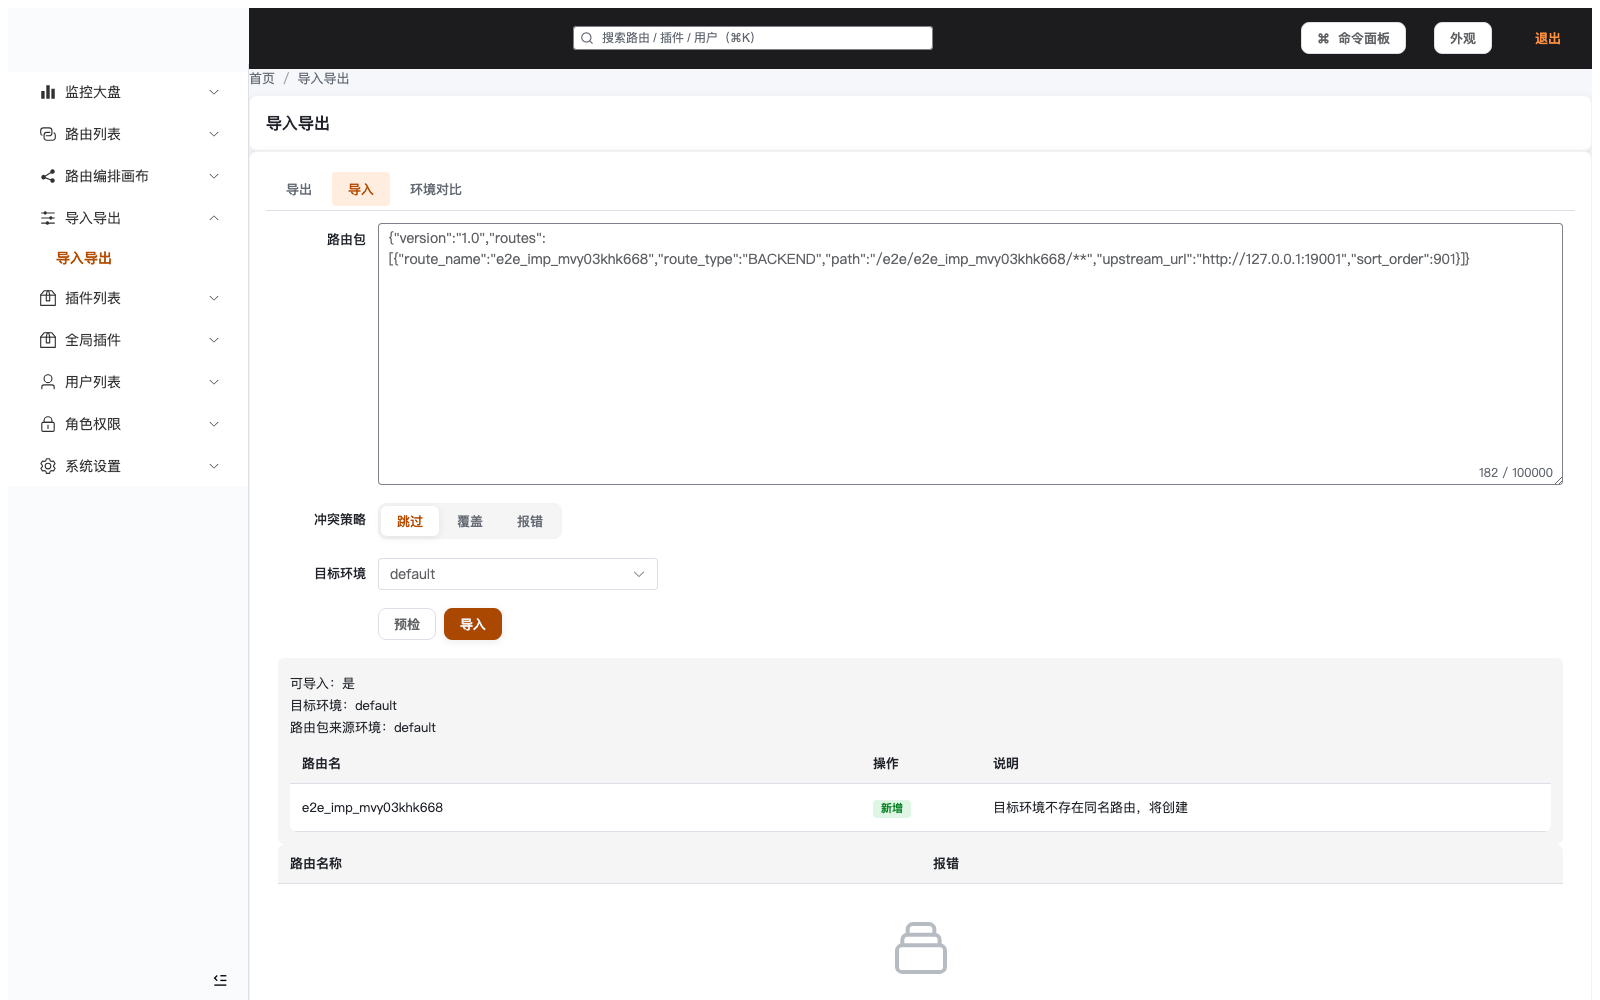 搜索路由 / 插件 / 用户（⌘K）
⌘ 命令面板
外观
退出
监控大盘
路由列表
路由编排画布
导入导出
导入导出
插件列表
全局插件
用户列表
角色权限
系统设置
首页 / 导入导出
导入导出
导出
导入
环境对比
路由包
{"version":"1.0","routes":
[{"route_name":"e2e_imp_mvy03khk668","route_type":"BACKEND","path":"/e2e/e2e_imp_mvy03khk668/**","upstream_url":"http://127.0.0.1:19001","sort_order":901}]}
182 / 100000
冲突策略
跳过
覆盖
报错
目标环境
default
预检
导入
可导入：是
目标环境：default
路由包来源环境：default
路由名 操作 说明
e2e_imp_mvy03khk668 新增 目标环境不存在同名路由，将创建
路由名称 报错